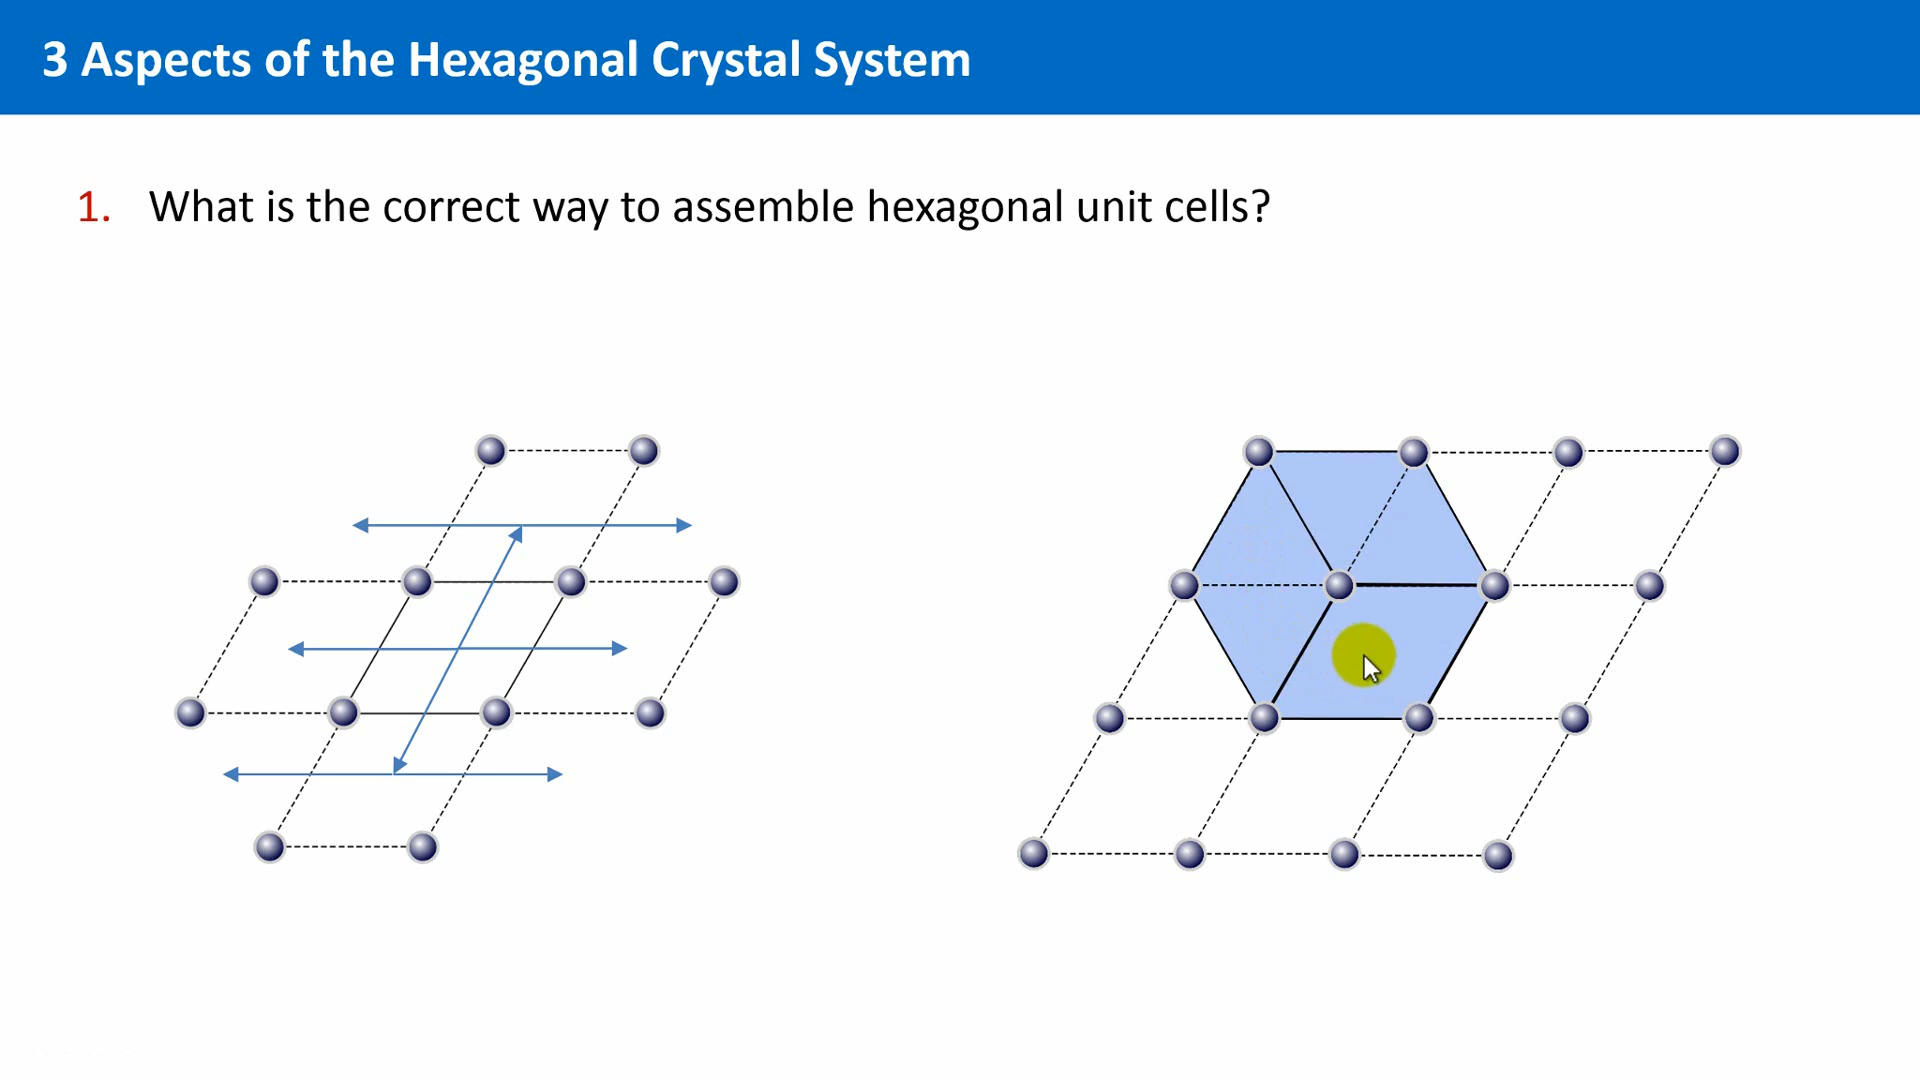 3 Aspects of the Hexagonal Crystal System
1. What is the correct way to assemble hexagonal unit cells?